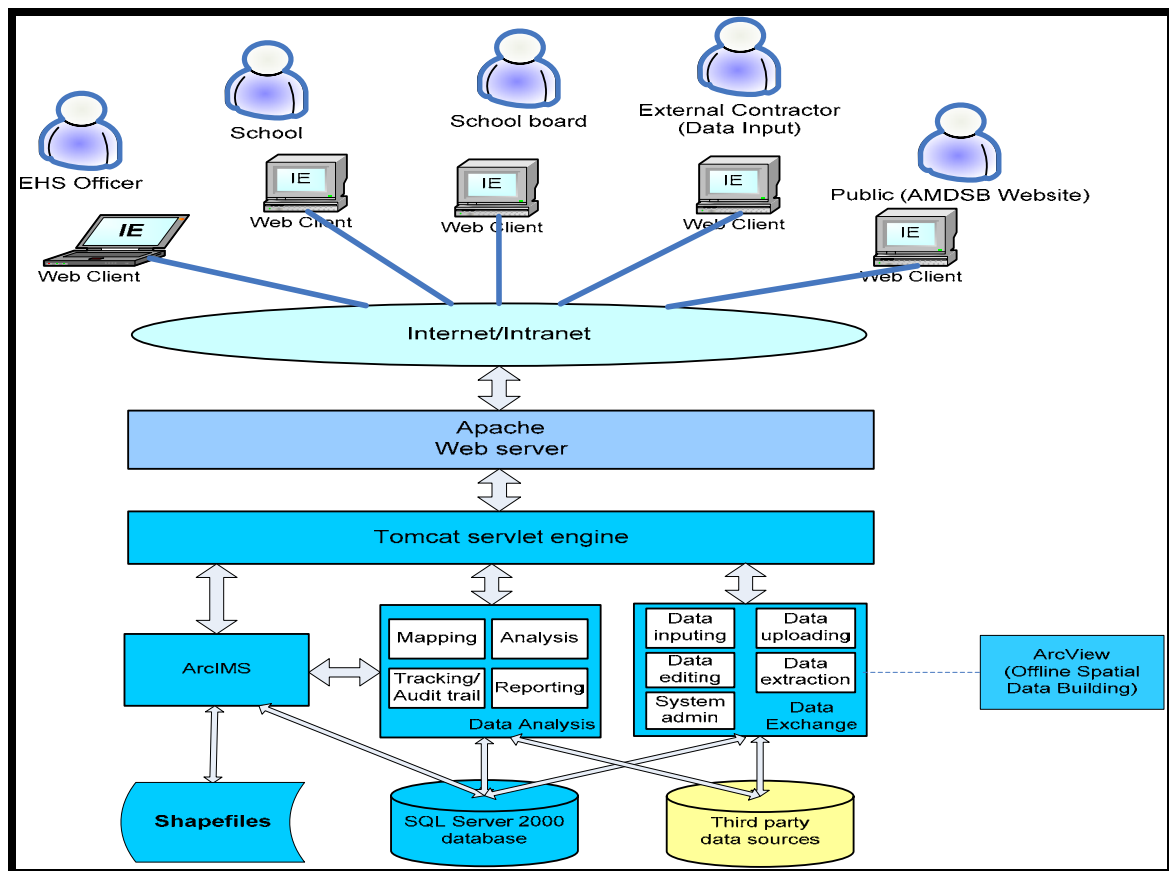 EHS Officer
School
School board
External Contractor
(Data Input)
Public (AMDSB Website)
IE
Web Client
IE
Web Client
IE
Web Client
IE
Web Client
IE
Web Client
Internet/Intranet
Apache
Web server
Tomcat servlet engine
ArcIMS
Mapping
Analysis
Tracking/
Audit trail
Reporting
Data Analysis
Data
inputing
Data
uploading
Data
editing
Data
extraction
System
admin
Data
Exchange
ArcView
(Offline Spatial
Data Building)
Shapefiles
SQL Server 2000
database
Third party
data sources